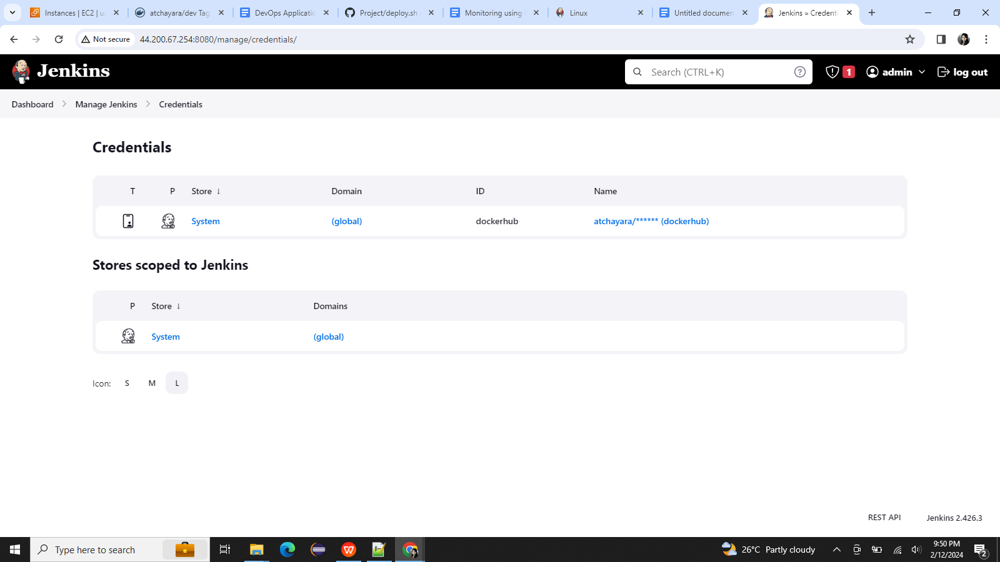 Instances | EC2 | us
atchayara/dev Tag
DevOps Applicatio
Project/deploy.sh
Monitoring using
Linux
Untitled documen
Jenkins » Credenti
Not secure
44.200.67.254:8080/manage/credentials/
Jenkins
Search (CTRL+K)
?
1
admin
log out
Dashboard
Manage Jenkins
Credentials
Credentials
T P Store ↓ Domain ID Name
System (global) dockerhub atchayara/****** (dockerhub)
Stores scoped to Jenkins
P Store ↓ Domains
System (global)
Icon: S M L
REST API
Jenkins 2.426.3
Type here to search
26°C Partly cloudy
9:50 PM
2/12/2024
2